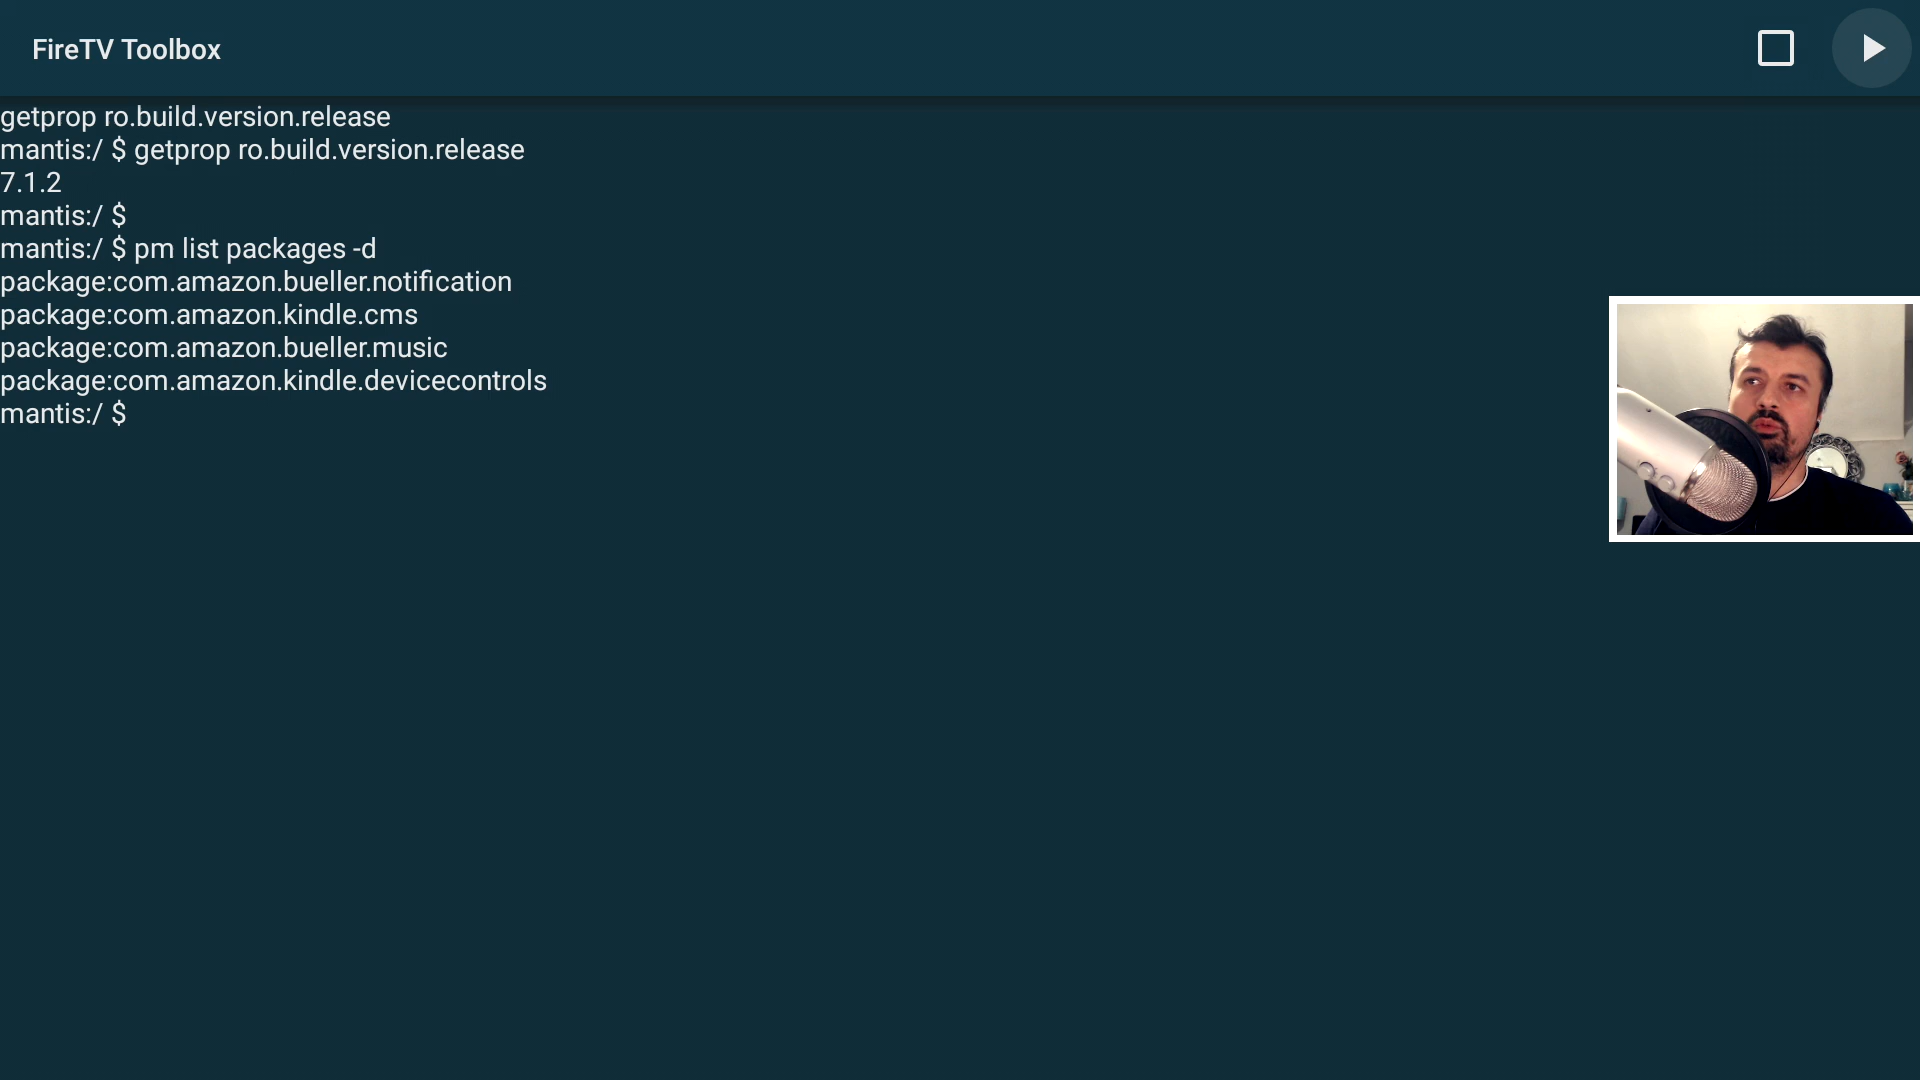 FireTV Toolbox
getprop ro.build.version.release
mantis:/ $ getprop ro.build.version.release
7.1.2
mantis:/ $
mantis:/ $ pm list packages -d
package:com.amazon.bueller.notification
package:com.amazon.kindle.cms
package:com.amazon.bueller.music
package:com.amazon.kindle.devicecontrols
mantis:/ $